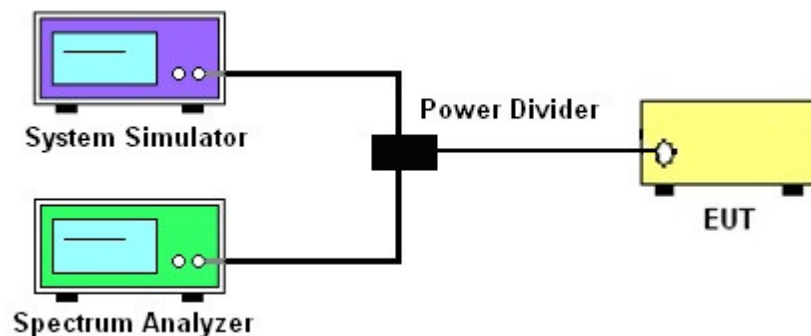 System Simulator
Power Divider
EUT
Spectrum Analyzer